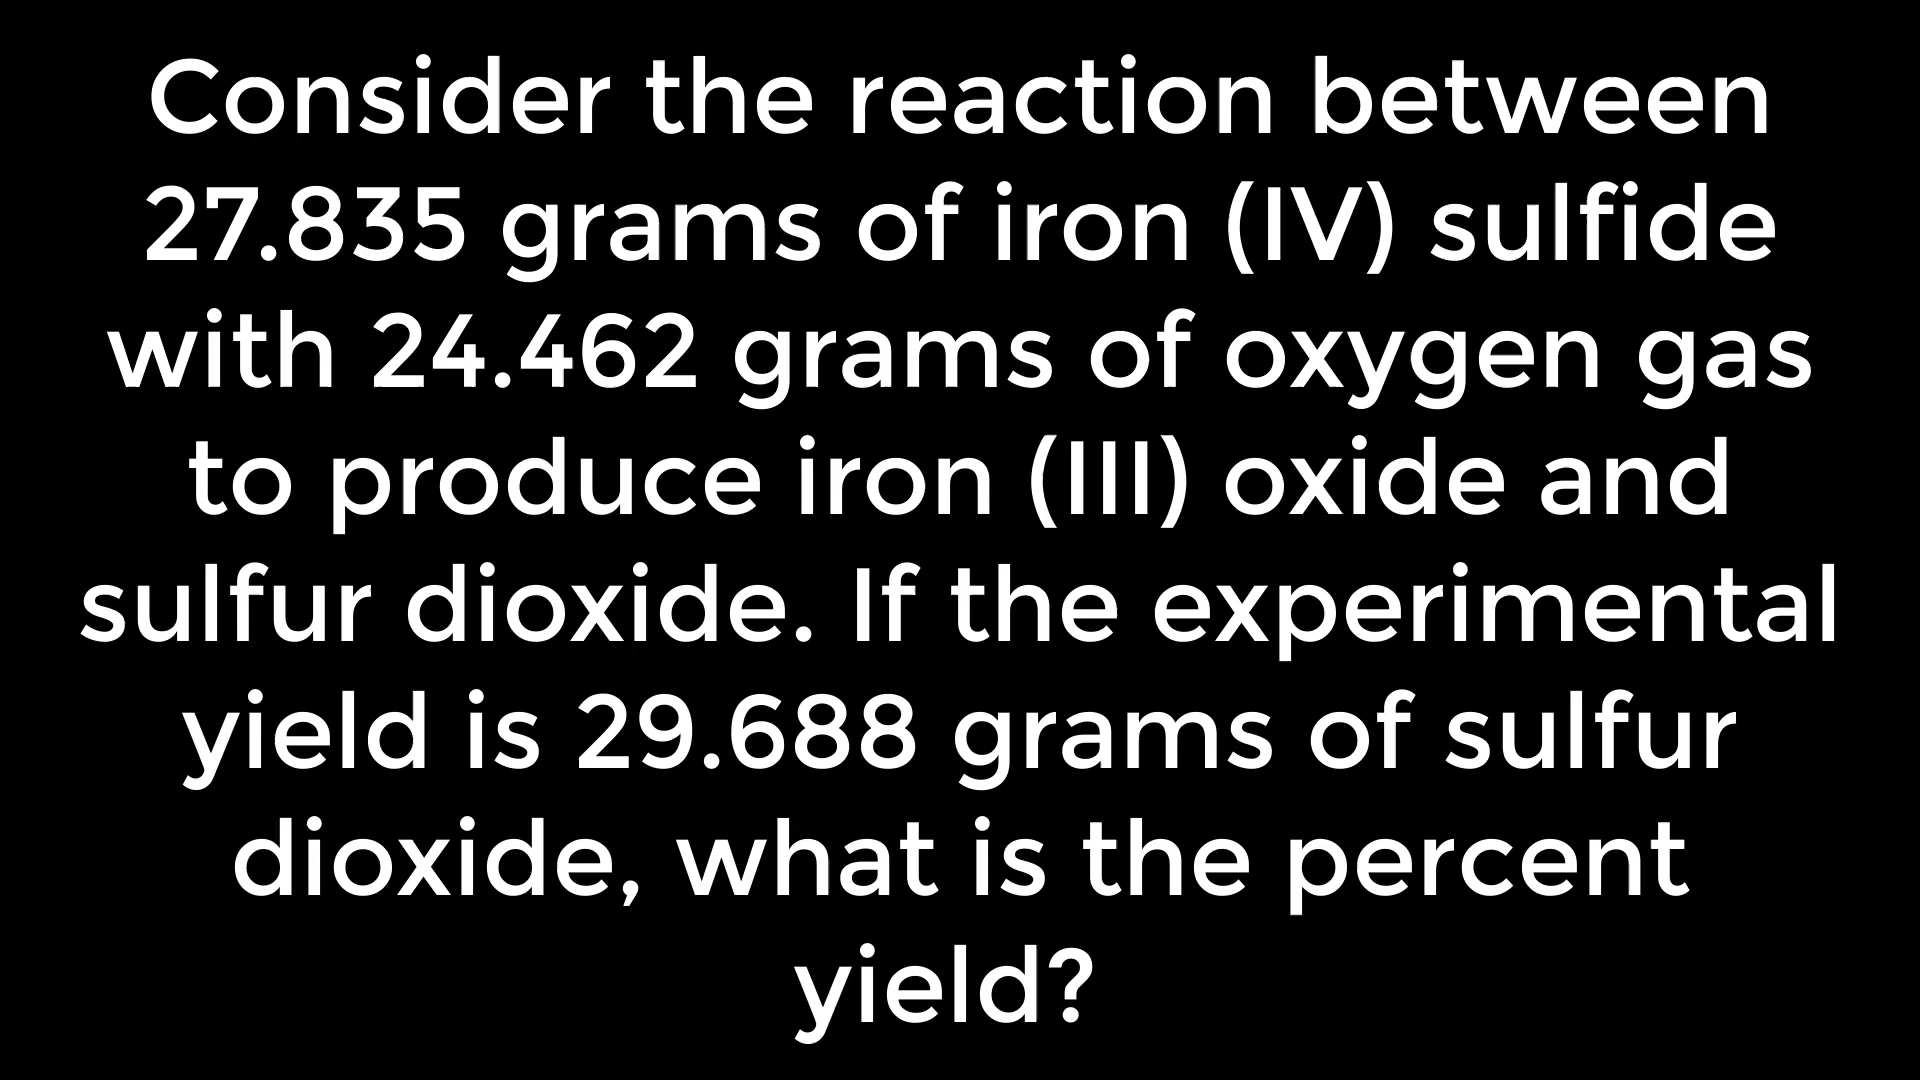 Consider the reaction between
27.835 grams of iron (IV) sulfide
with 24.462 grams of oxygen gas
to produce iron (III) oxide and
sulfur dioxide. If the experimental
yield is 29.688 grams of sulfur
dioxide, what is the percent
yield?